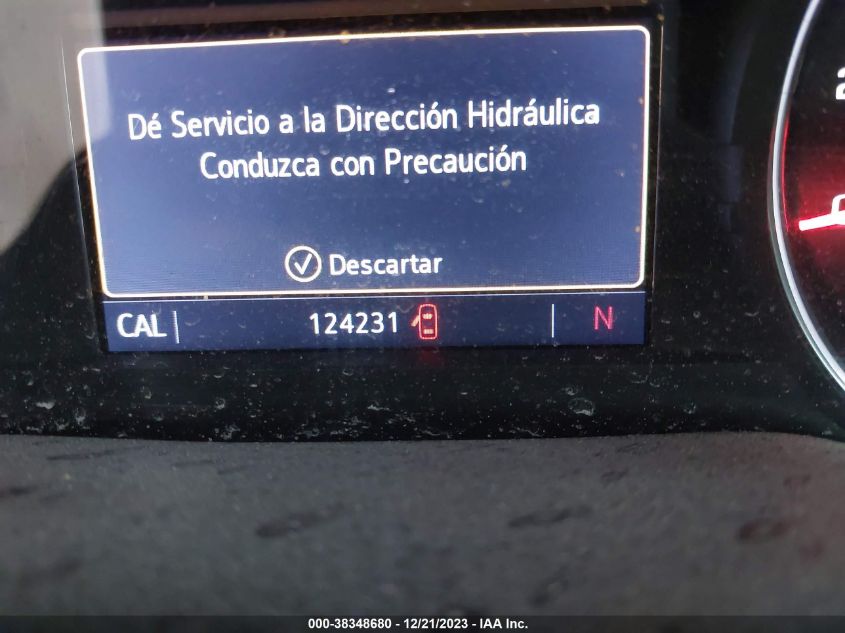 Dé Servicio a la Dirección Hidráulica
Conduzca con Precaución
Descartar
CAL 124231 N
000-38348680 - 12/21/2023 - IAA Inc.